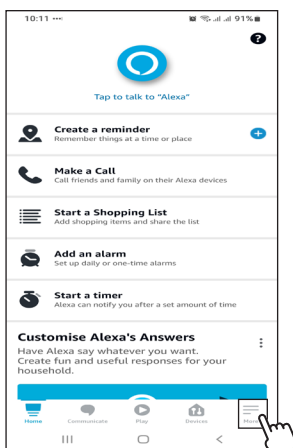 10:11
91%
?
Tap to talk to "Alexa"
Create a reminder
Remember things at a time or place
Make a Call
Call friends and family on their Alexa devices
Start a Shopping List
Add shopping items and share the list
Add an alarm
Set up daily or one-time alarms
Start a timer
Alexa can notify you after a set amount of time
Customise Alexa's Answers
Have Alexa say whatever you want.
Create fun and useful responses for your
household.
Home Communicate Play Devices More